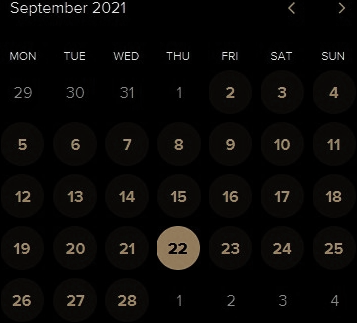 September 2021
MON TUE WED THU FRI SAT SUN
29 30 31 1 2 3 4
5 6 7 8 9 10 11
12 13 14 15 16 17 18
19 20 21 22 23 24 25
26 27 28 1 2 3 4